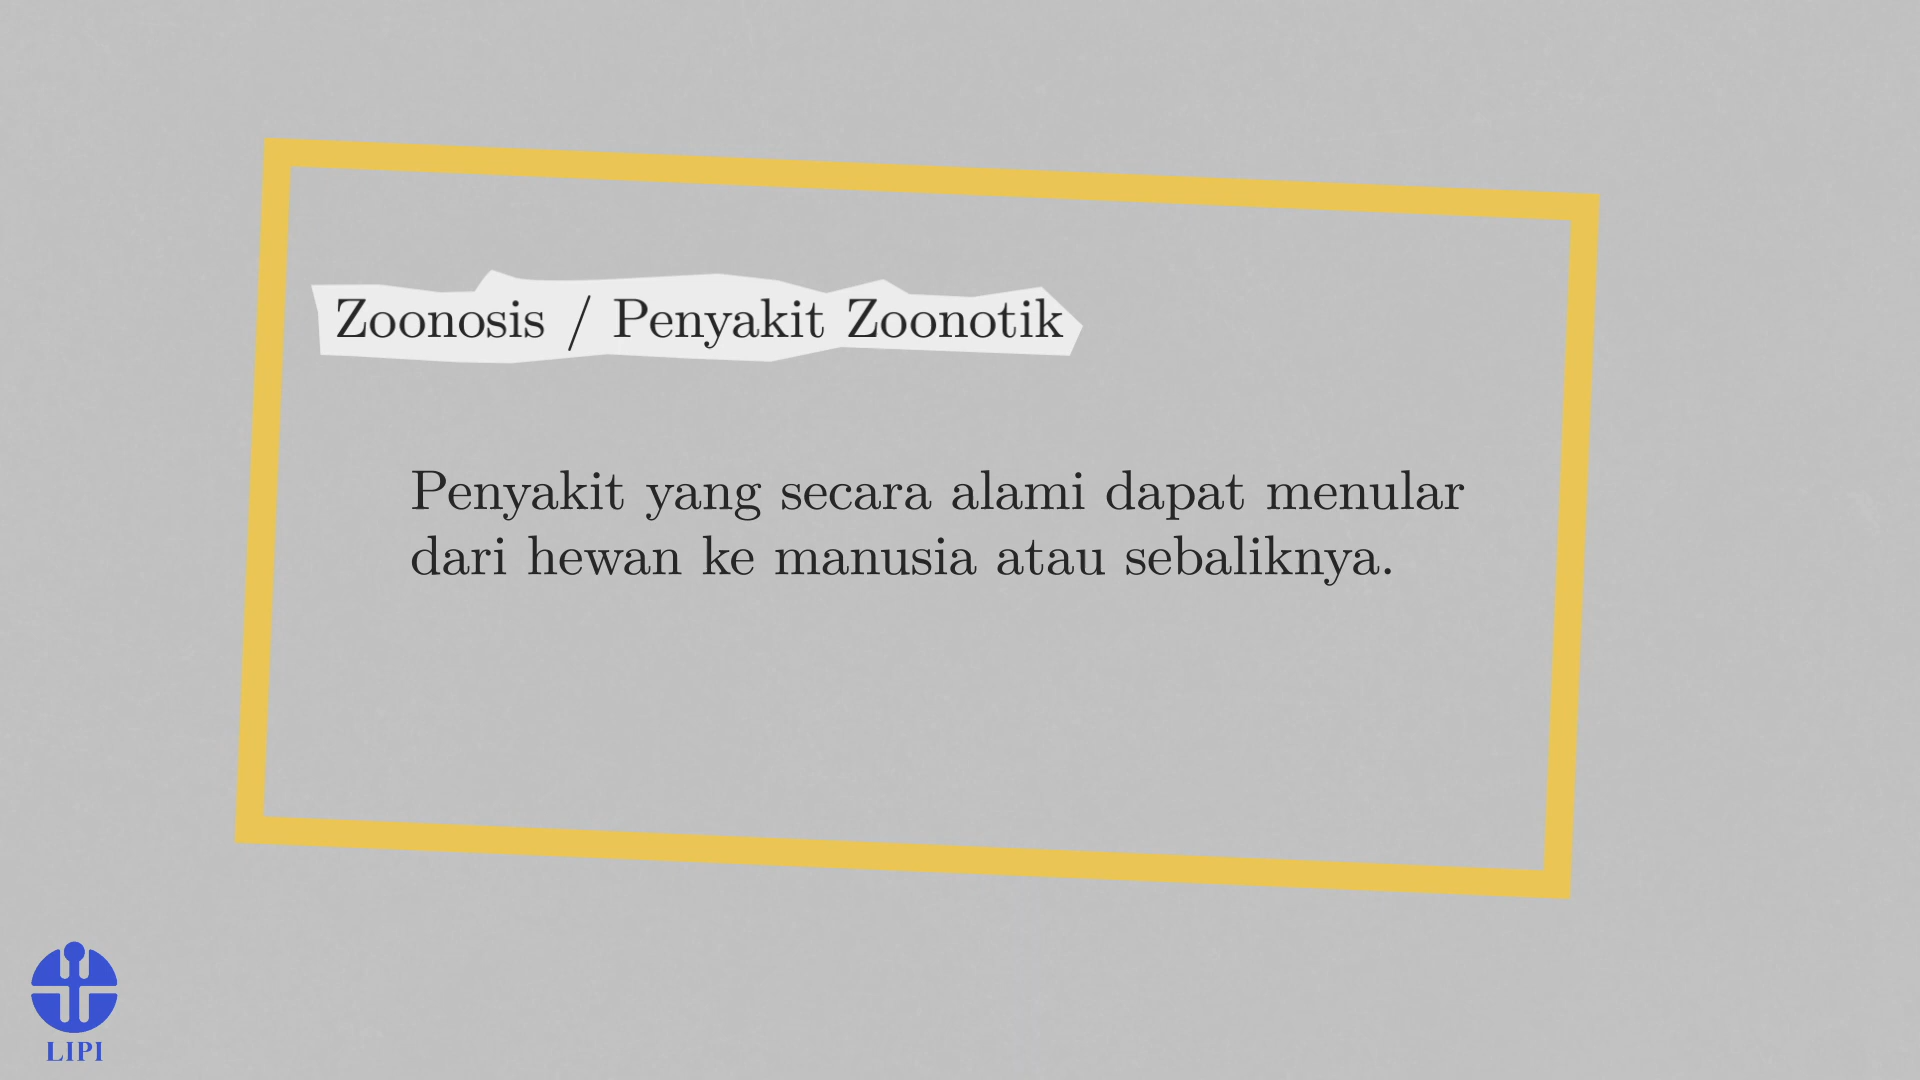 Zoonosis / Penyakit Zoonotik
Penyakit yang secara alami dapat menular
dari hewan ke manusia atau sebaliknya.
LIPI